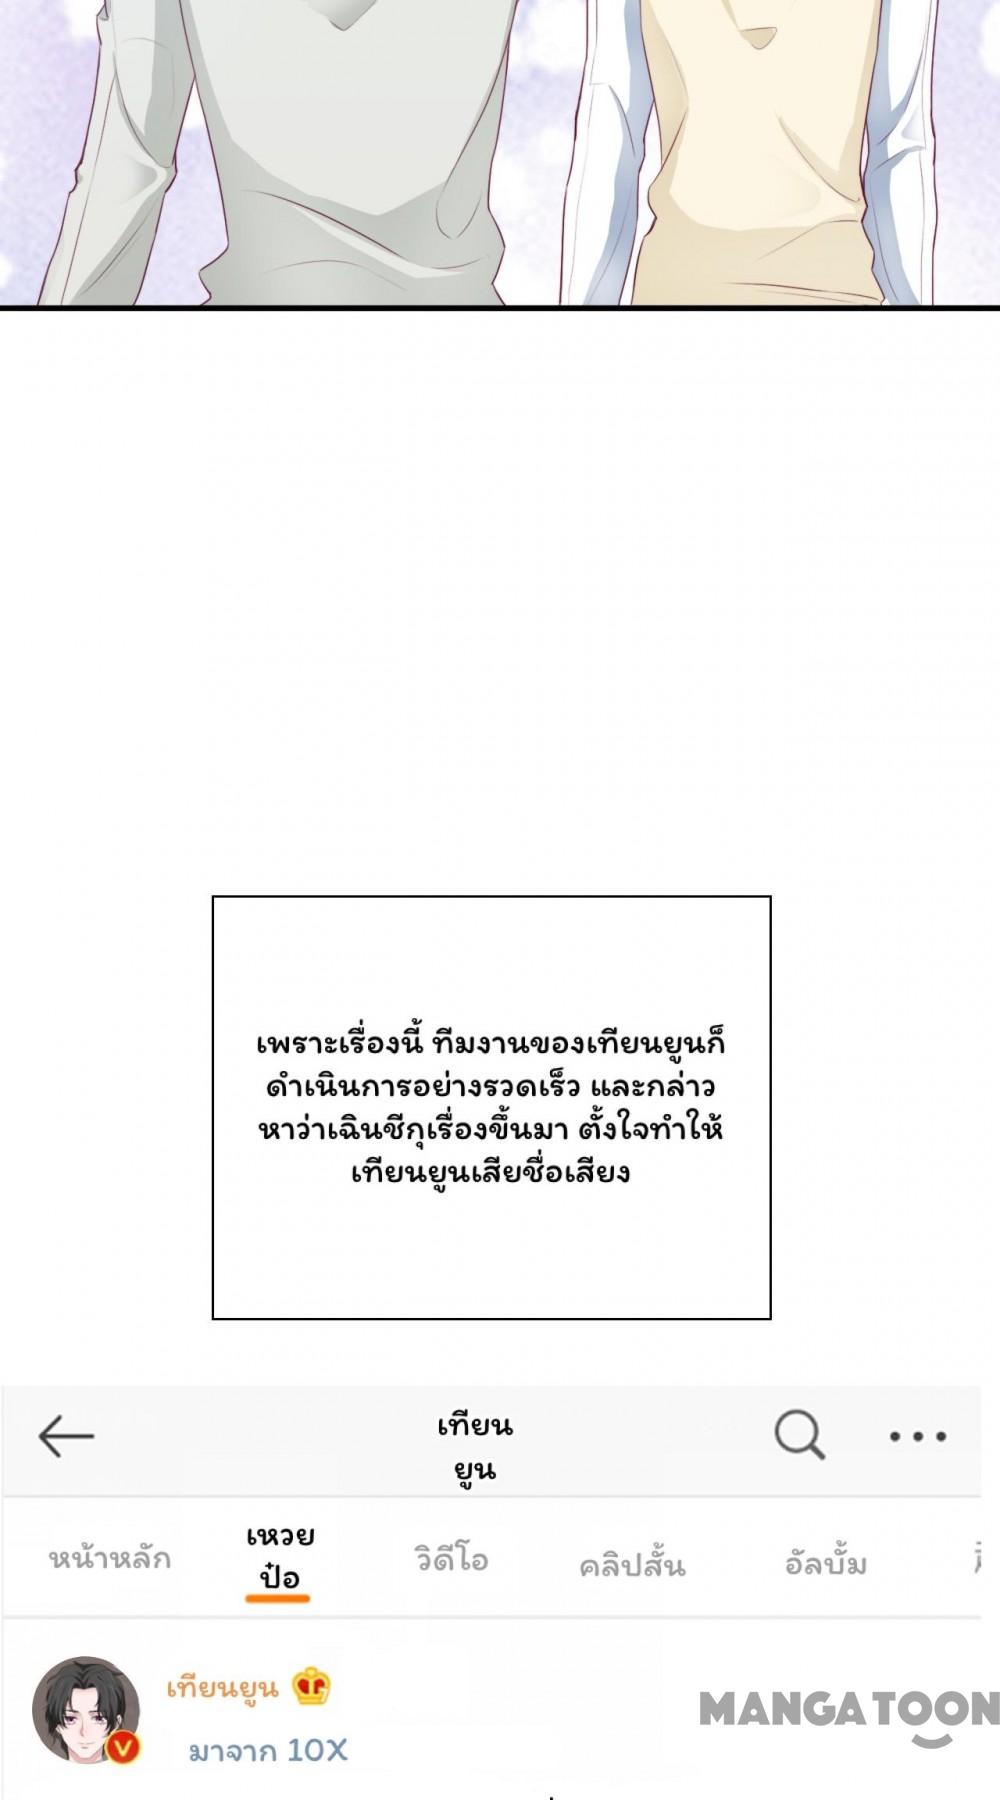 เพราะเรื่องนี้ ทีมงานของเทียนยูนก็
ดำเนินการอย่างรวดเร็ว และกล่าว
หาว่าเฉินชีกุเรื่องขึ้นมา ตั้งใจทำให้
เทียนยูนเสียชื่อเสียง
เทียน
ยูน
หน้าหลัก
เหวย
ป๋อ
วิดีโอ
คลิปสั้น
อัลบั้ม
เทียนยูน
มาจาก 10X
MANGATOON